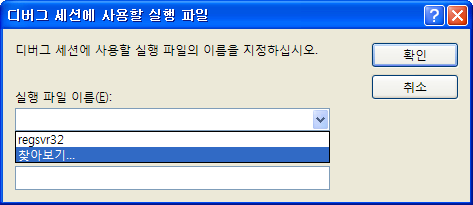 디버그 세션에 사용할 실행 파일
디버그 세션에 사용할 실행 파일의 이름을 지정하십시오.
확인
취소
실행 파일 이름(E):
regsvr32
찾아보기...